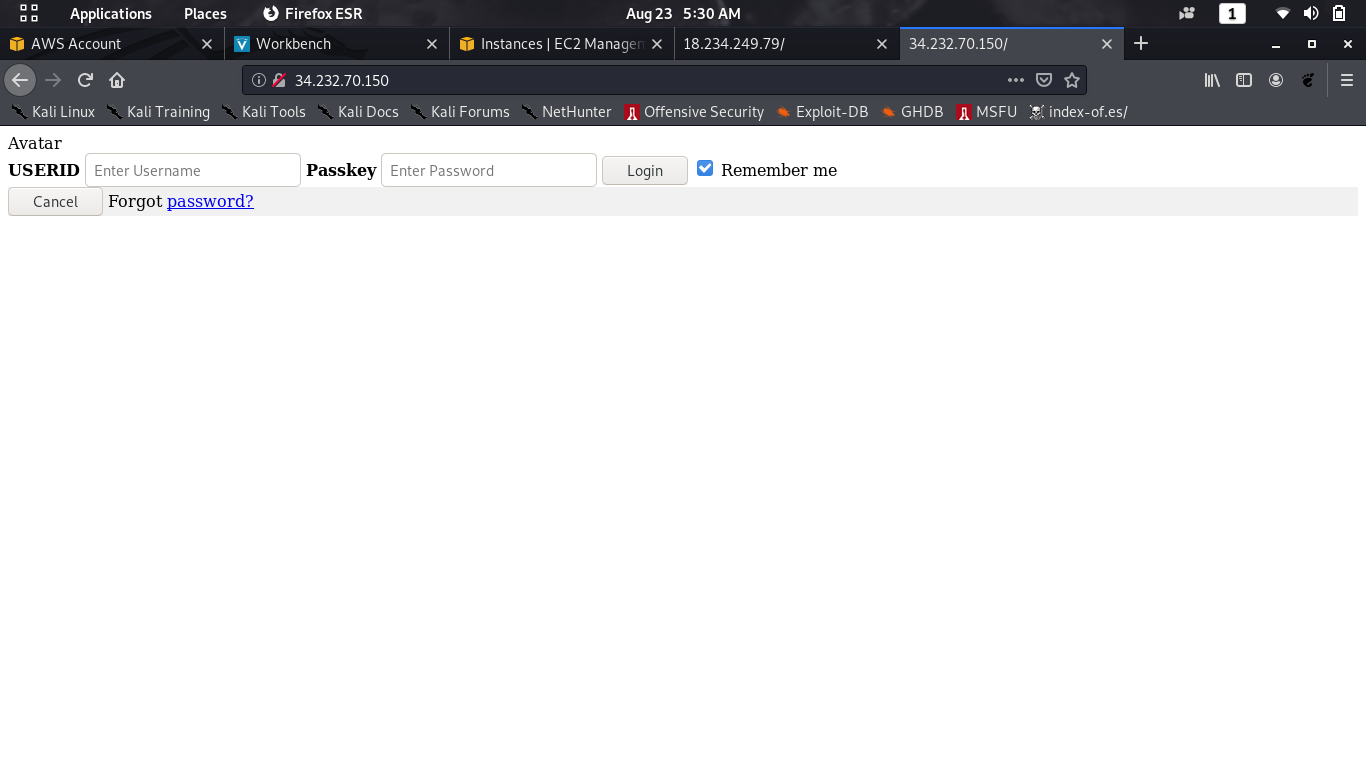 Applications Places Firefox ESR Aug 23 5:30 AM 1
AWS Account Workbench Instances | EC2 Managen 18.234.249.79/ 34.232.70.150/
34.232.70.150
Kali Linux Kali Training Kali Tools Kali Docs Kali Forums NetHunter Offensive Security Exploit-DB GHDB MSFU index-of.es/
Avatar
USERID Enter Username Passkey Enter Password Login Remember me
Cancel Forgot password?